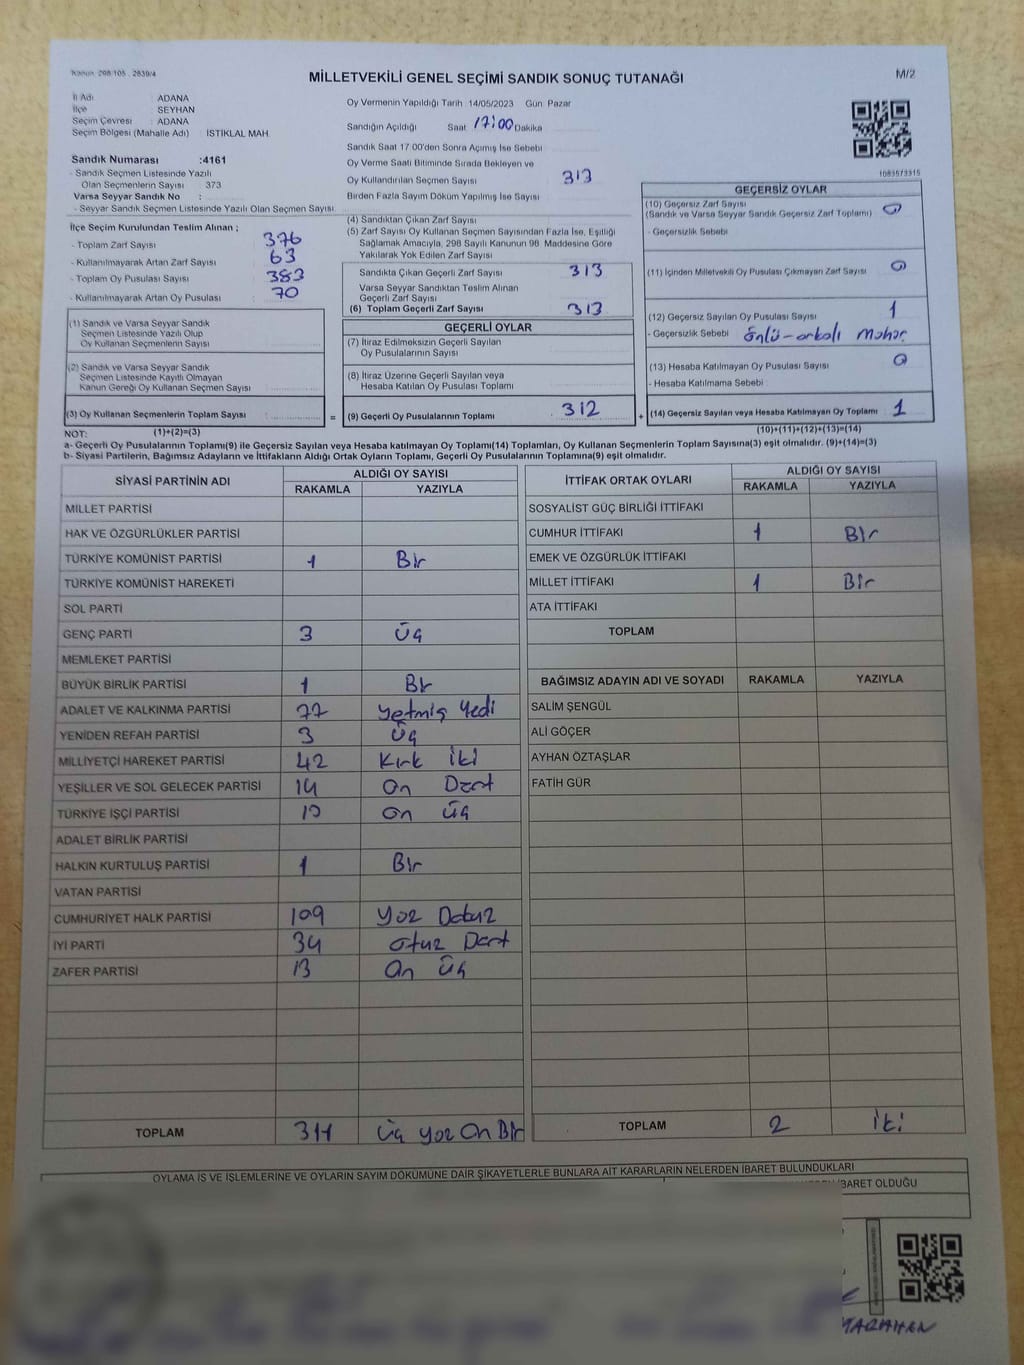 Kanun 298/105 , 2839/4
MİLLETVEKİLİ GENEL SEÇİMİ SANDIK SONUÇ TUTANAĞI
M/2
İl Adı ADANA
İlçe SEYHAN
Seçim Çevresi : ADANA
Seçim Bölgesi (Mahalle Adı) : İSTİKLAL MAH.
Sandık Numarası :4161
- Sandık Seçmen Listesinde Yazılı
Olan Seçmenlerin Sayısı : 373
Varsa Seyyar Sandık No :
- Seyyar Sandık Seçmen Listesinde Yazılı Olan Seçmen Sayısı
Oy Vermenin Yapıldığı Tarih : 14/05/2023 Gün: Pazar
Sandığın Açıldığı Saat 17:00 Dakika
Sandık Saat 17.00'den Sonra Açımış İse Sebebi
Oy Verme Saati Bitiminde Sırada Bekleyen ve
Oy Kullandırılan Seçmen Sayısı 313
Birden Fazla Sayım Döküm Yapılmış İse Sayısı
1083573315
İlçe Seçim Kurulundan Teslim Alınan ;
- Toplam Zarf Sayısı 376
- Kullanılmayarak Artan Zarf Sayısı 63
- Toplam Oy Pusulası Sayısı 383
- Kullanılmayarak Artan Oy Pusulası 70
(4) Sandıktan Çıkan Zarf Sayısı
(5) Zarf Sayısı Oy Kullanan Seçmen Sayısından Fazla İse, Eşitliği
Sağlamak Amacıyla, 298 Sayılı Kanunun 98. Maddesine Göre
Yakılarak Yok Edilen Zarf Sayısı
Sandıkta Çıkan Geçerli Zarf Sayısı 313
Varsa Seyyar Sandıktan Teslim Alınan
Geçerli Zarf Sayısı
(6) Toplam Geçerli Zarf Sayısı 313
GEÇERSİZ OYLAR
(10) Geçersiz Zarf Sayısı 0
(Sandık ve Varsa Seyyar Sandık Geçersiz Zarf Toplamı)
- Geçersizlik Sebebi
(11) İçinden Milletvekili Oy Pusulası Çıkmayan Zarf Sayısı 0
(12) Geçersiz Sayılan Oy Pusulası Sayısı 1
- Geçersizlik Sebebi önlü-arkalı mühür
(13) Hesaba Katılmayan Oy Pusulası Sayısı 0
- Hesaba Katılmama Sebebi
(1) Sandık ve Varsa Seyyar Sandık
Seçmen Listesinde Yazılı Olup
Oy Kullanan Seçmenlerin Sayısı
(2) Sandık ve Varsa Seyyar Sandık
Seçmen Listesinde Kayıtlı Olmayan
Kanun Gereği Oy Kullanan Seçmen Sayısı
GEÇERLİ OYLAR
(7) İtiraz Edilmeksizin Geçerli Sayılan
Oy Pusulalarının Sayısı
(8) İtiraz Üzerine Geçerli Sayılan veya
Hesaba Katılan Oy Pusulası Toplamı
(3) Oy Kullanan Seçmenlerin Toplam Sayısı = (9) Geçerli Oy Pusulalarının Toplamı 312 + (14) Geçersiz Sayılan veya Hesaba Katılmayan Oy Toplamı 1
NOT: (1)+(2)=(3) (10)+(11)+(12)+(13)=(14)
a- Geçerli Oy Pusulalarının Toplamı(9) ile Geçersiz Sayılan veya Hesaba katılmayan Oy Toplamı(14) Toplamları, Oy Kullanan Seçmenlerin Toplam Sayısına(3) eşit olmalıdır. (9)+(14)=(3)
b- Siyasi Partilerin, Bağımsız Adayların ve İttifakların Aldığı Ortak Oyların Toplamı, Geçerli Oy Pusulalarının Toplamına(9) eşit olmalıdır.
SİYASİ PARTİNİN ADI ALDIĞI OY SAYISI
RAKAMLA YAZIYLA
MİLLET PARTİSİ
HAK VE ÖZGÜRLÜKLER PARTİSİ
TÜRKİYE KOMÜNİST PARTİSİ 1 Bir
TÜRKİYE KOMÜNİST HAREKETİ
SOL PARTİ
GENÇ PARTİ 3 Üç
MEMLEKET PARTİSİ
BÜYÜK BİRLİK PARTİSİ 1 Bir
ADALET VE KALKINMA PARTİSİ 77 yetmiş yedi
YENİDEN REFAH PARTİSİ 3 Üç
MİLLİYETÇİ HAREKET PARTİSİ 42 Kırk İki
YEŞİLLER VE SOL GELECEK PARTİSİ 14 On Dört
TÜRKİYE İŞÇİ PARTİSİ 13 On Üç
ADALET BİRLİK PARTİSİ
HALKIN KURTULUŞ PARTİSİ 1 Bir
VATAN PARTİSİ
CUMHURİYET HALK PARTİSİ 109 Yüz Dokuz
İYİ PARTİ 34 Otuz Dört
ZAFER PARTİSİ 13 On Üç
TOPLAM 311 Üç yüz On Bir
İTTİFAK ORTAK OYLARI ALDIĞI OY SAYISI
RAKAMLA YAZIYLA
SOSYALİST GÜÇ BİRLİĞİ İTTİFAKI
CUMHUR İTTİFAKI 1 Bir
EMEK VE ÖZGÜRLÜK İTTİFAKI
MİLLET İTTİFAKI 1 Bir
ATA İTTİFAKI
TOPLAM
BAĞIMSIZ ADAYIN ADI VE SOYADI RAKAMLA YAZIYLA
SALİM ŞENGÜL
ALİ GÖÇER
AYHAN ÖZTAŞLAR
FATİH GÜR
TOPLAM 2 İki
OYLAMA İŞ VE İŞLEMLERİNE VE OYLARIN SAYIM DÖKÜMÜNE DAİR ŞİKAYETLERLE BUNLARA AİT KARARLARIN NELERDEN İBARET BULUNDUKLARI
İBARET OLDUĞU